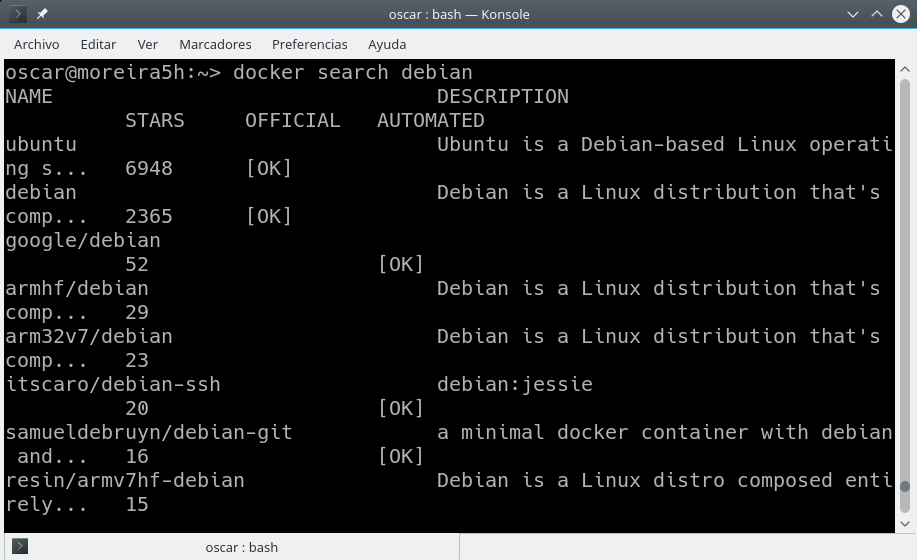 oscar : bash — Konsole
Archivo Editar Ver Marcadores Preferencias Ayuda
oscar@moreira5h:~> docker search debian
NAME                                DESCRIPTION
          STARS     OFFICIAL   AUTOMATED
ubuntu                              Ubuntu is a Debian-based Linux operati
ng s...   6948      [OK]
debian                              Debian is a Linux distribution that's
comp...   2365      [OK]
google/debian
          52                   [OK]
armhf/debian                        Debian is a Linux distribution that's
comp...   29
arm32v7/debian                      Debian is a Linux distribution that's
comp...   23
itscaro/debian-ssh                  debian:jessie
          20                   [OK]
samueldebruyn/debian-git            a minimal docker container with debian
 and...   16                   [OK]
resin/armv7hf-debian                Debian is a Linux distro composed enti
rely...   15
oscar : bash